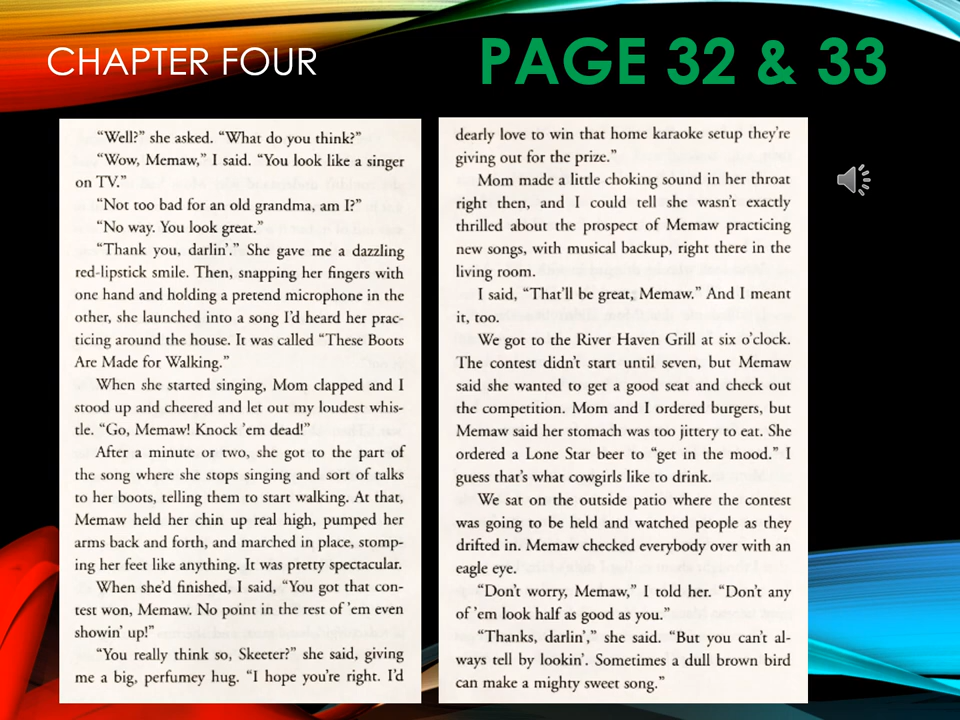 CHAPTER FOUR
PAGE 32 & 33
“Well?” she asked. “What do you think?”
“Wow, Memaw,” I said. “You look like a singer
on TV.”
“Not too bad for an old grandma, am I?”
“No way. You look great.”
“Thank you, darlin’.” She gave me a dazzling
red-lipstick smile. Then, snapping her fingers with
one hand and holding a pretend microphone in the
other, she launched into a song I’d heard her prac-
ticing around the house. It was called “These Boots
Are Made for Walking.”
When she started singing, Mom clapped and I
stood up and cheered and let out my loudest whis-
tle. “Go, Memaw! Knock ’em dead!”
After a minute or two, she got to the part of
the song where she stops singing and sort of talks
to her boots, telling them to start walking. At that,
Memaw held her chin up real high, pumped her
arms back and forth, and marched in place, stomp-
ing her feet like anything. It was pretty spectacular.
When she’d finished, I said, “You got that con-
test won, Memaw. No point in the rest of ’em even
showin’ up!”
“You really think so, Skeeter?” she said, giving
me a big, perfumey hug. “I hope you’re right. I’d
dearly love to win that home karaoke setup they’re
giving out for the prize.”
Mom made a little choking sound in her throat
right then, and I could tell she wasn’t exactly
thrilled about the prospect of Memaw practicing
new songs, with musical backup, right there in the
living room.
I said, “That’ll be great, Memaw.” And I meant
it, too.
We got to the River Haven Grill at six o’clock.
The contest didn’t start until seven, but Memaw
said she wanted to get a good seat and check out
the competition. Mom and I ordered burgers, but
Memaw said her stomach was too jittery to eat. She
ordered a Lone Star beer to “get in the mood.” I
guess that’s what cowgirls like to drink.
We sat on the outside patio where the contest
was going to be held and watched people as they
drifted in. Memaw checked everybody over with an
eagle eye.
“Don’t worry, Memaw,” I told her. “Don’t any
of ’em look half as good as you.”
“Thanks, darlin’,” she said. “But you can’t al-
ways tell by lookin’. Sometimes a dull brown bird
can make a mighty sweet song.”